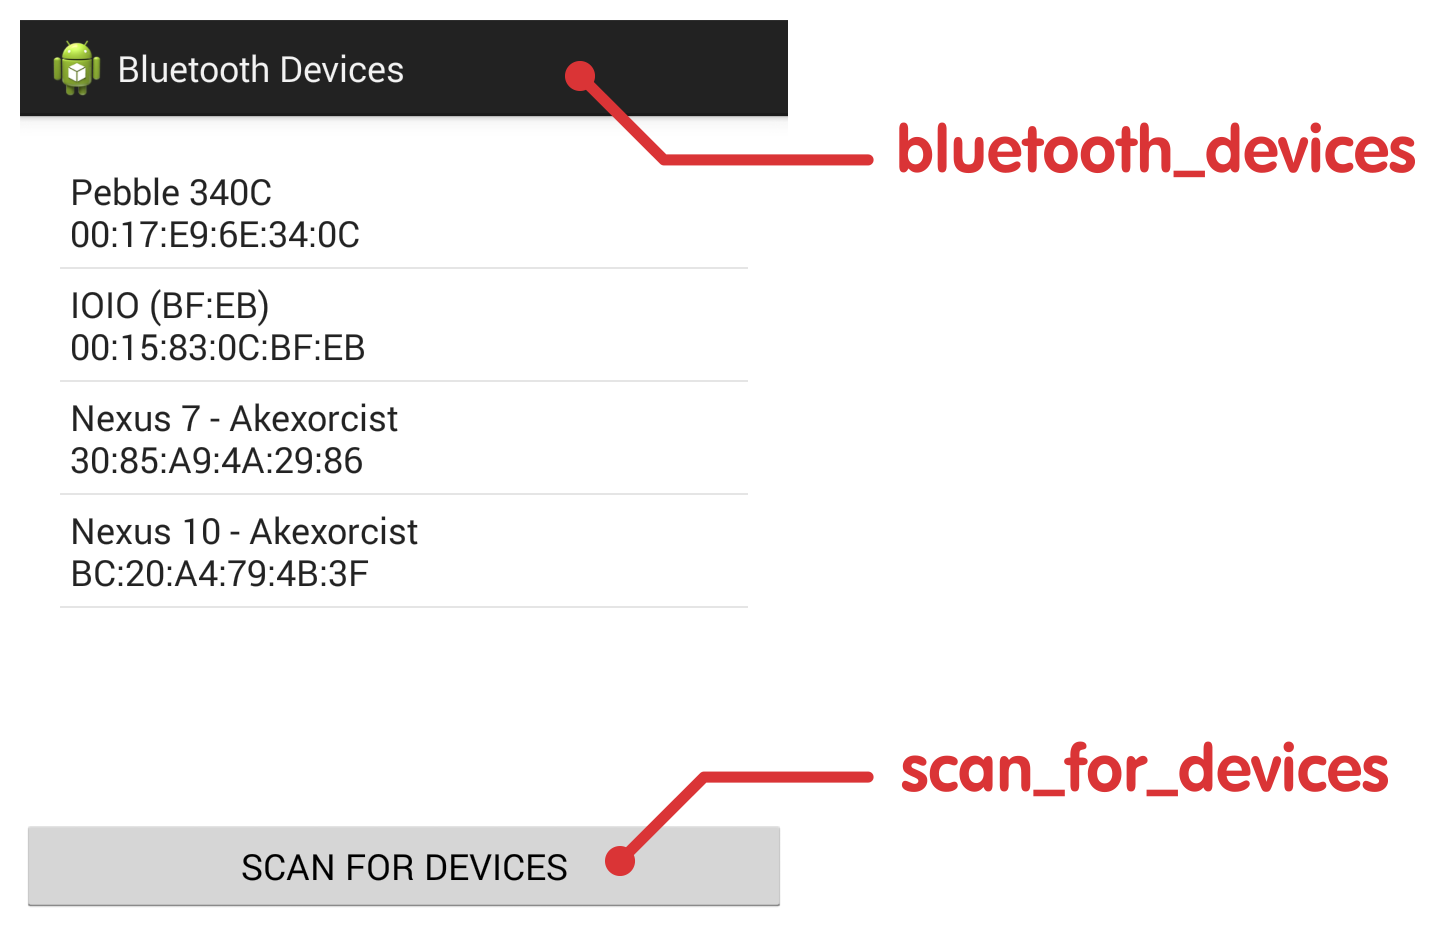 Bluetooth Devices
bluetooth_devices
Pebble 340C
00:17:E9:6E:34:0C
IOIO (BF:EB)
00:15:83:0C:BF:EB
Nexus 7 - Akexorcist
30:85:A9:4A:29:86
Nexus 10 - Akexorcist
BC:20:A4:79:4B:3F
scan_for_devices
SCAN FOR DEVICES